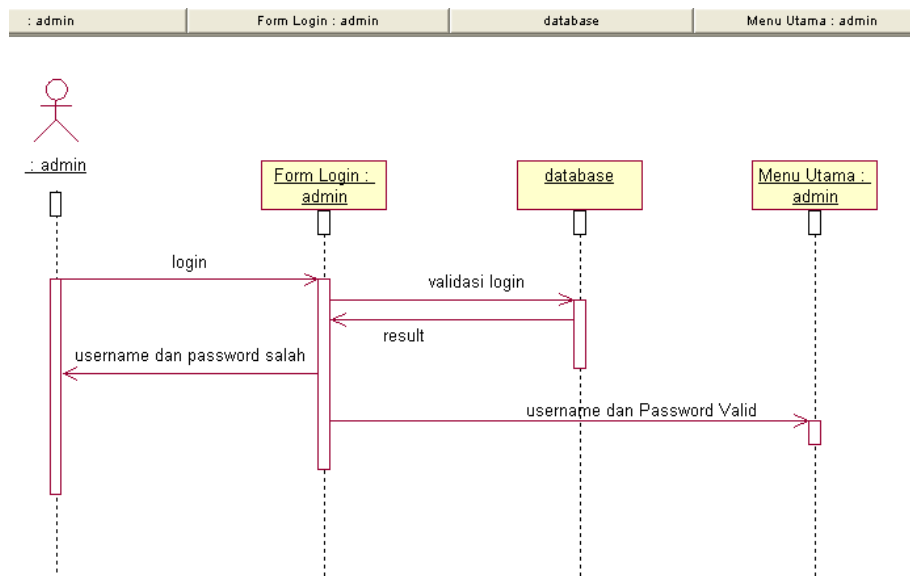 : admin
Form Login : admin
database
Menu Utama : admin
: admin
Form Login :
admin
database
Menu Utama :
admin
login
validasi login
result
username dan password salah
username dan Password Valid